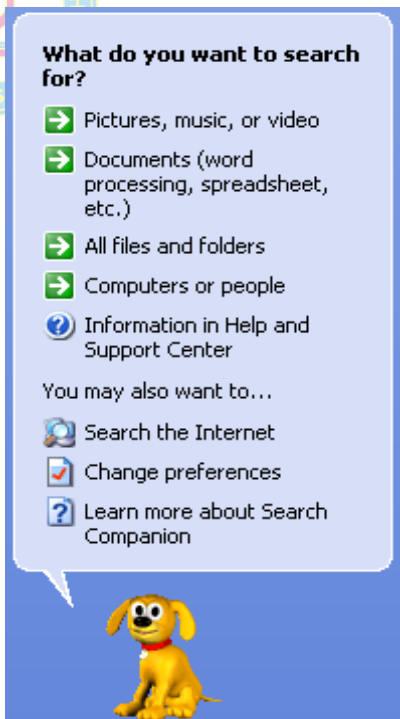 What do you want to search
for?
Pictures, music, or video
Documents (word
processing, spreadsheet,
etc.)
All files and folders
Computers or people
Information in Help and
Support Center
You may also want to...
Search the Internet
Change preferences
Learn more about Search
Companion